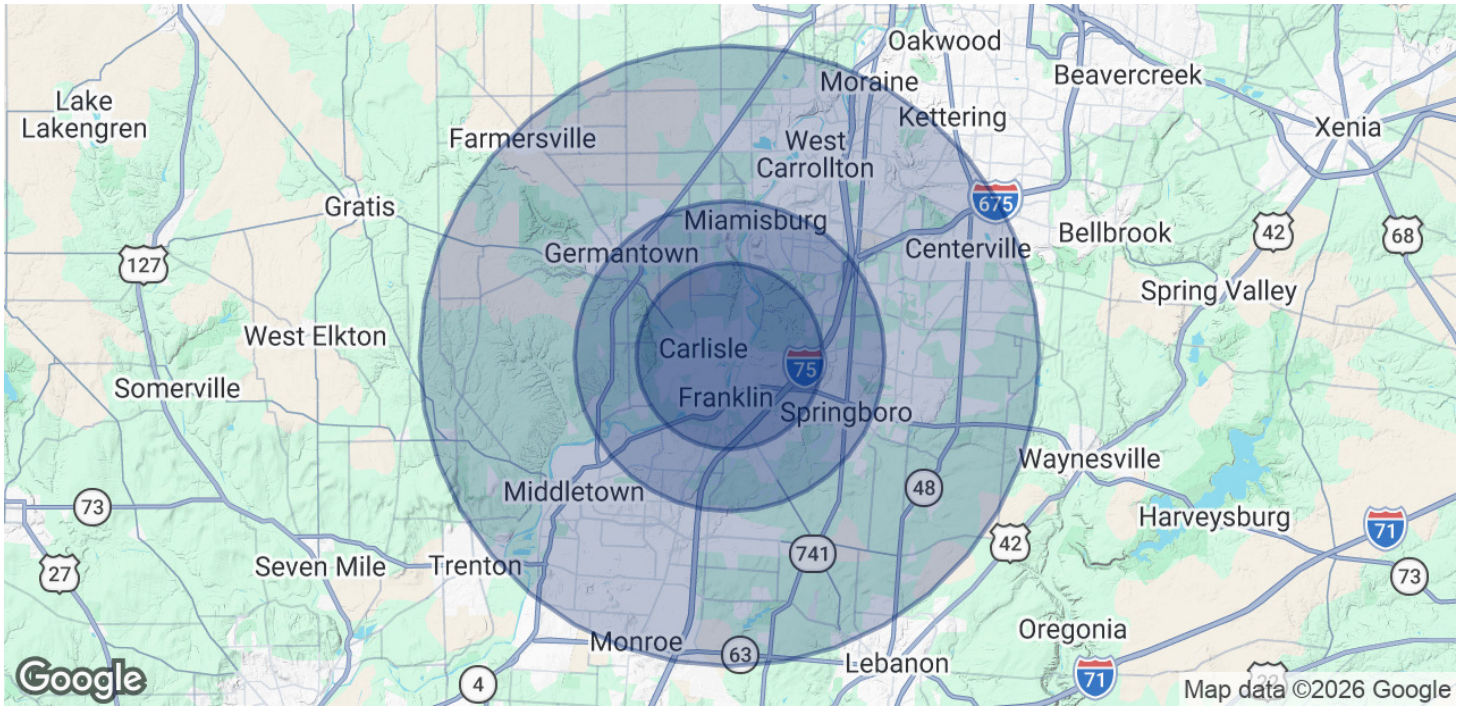 Oakwood
Beavercreek
Moraine
Lake
Lakengren
Kettering
Xenia
Farmersville
West
Carrollton
675
Gratis
Miamisburg
42
68
Bellbrook
Centerville
Germantown
127
Spring Valley
West Elkton
Carlisle
75
Somerville
Franklin
Springboro
Waynesville
Middletown
48
73
Harveysburg
71
42
741
Seven Mile
Trenton
27
73
Oregonia
Monroe
63
Lebanon
Google
4
71
22
Map data ©2026 Google